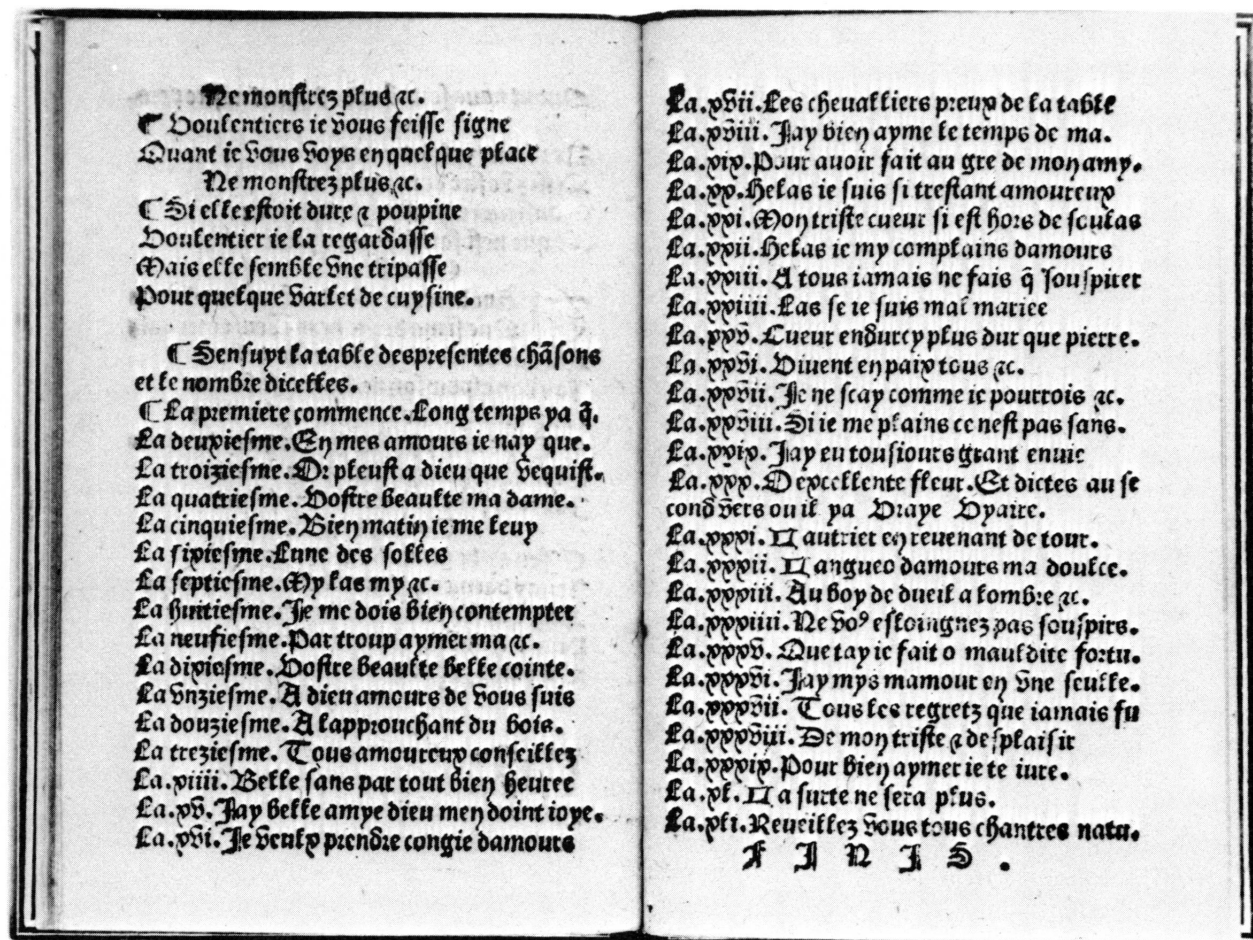 Ne monstrez plus ⁊c.
¶ Voulentiers ie vous feisse signe
Quant ie vous voys en quelque place
Ne monstrez plus ⁊c.
¶ Si elle estoit dure ⁊ poupine
Voulentier ie la regardasse
Mais elle semble vne tripasse
Pour quelque varlet de cuysine.
¶ Sensuyt la table des presentes chãsons
et le nombre dicelles.
¶ La premiere commence. Long temps ya q̃.
La deuxiesme. En mes amours ie nay que.
La troiziesme. Or pleust a dieu que vequist.
La quatriesme. Vostre beaulte ma dame.
La cinquiesme. Bien matin ie me leuy
La sixiesme. Lune des folles
La septiesme. My las my ⁊c.
La huitiesme. Je me dois bien contempter
La neufiesme. Par troup aymer ma ⁊c.
La dixiesme. Vostre beaulte belle cointe.
La vnziesme. A dieu amours de vous suis
La douziesme. A lapprouchant du bois.
La treziesme. Tous amoureux conseillez
La. xiiii. Belle sans par tout bien heuree
La. xv. Jay belle amye dieu men doint ioye.
La. xvi. Je veulx prendre congie damours
La. xvii. Les chevalliers preux de la table
La. xviii. Jay bien ayme le temps de ma.
La. xix. Pour auoir fait au gre de mon amy.
La. xx. Helas ie suis si trestant amoureux
La. xxi. Mon triste cueur si est hors de soulas
La. xxii. Helas ie my complains damours
La. xxiii. A tous iamais ne fais q̃ souspirer
La. xxiiii. Las se ie suis mal mariee
La. xxv. Cueur endurcy plus dur que pierre.
La. xxvi. Vivent en paix tous ⁊c.
La. xxvii. Je ne scay comme ie pourrois ⁊c.
La. xxviii. Si ie me plains ce nest pas sans.
La. xxix. Jay eu tousiours grant enuie
La. xxx. O excellente fleur. Et dictes au se
cond vers ou il ya Vraye Vyaire.
La. xxxi. L autrier en revenant de tour.
La. xxxii. L angueo damours ma doulce.
La. xxxiii. Au boy de dueil a lombre ⁊c.
La. xxxiiii. Ne voꝰ esloingnez pas souspirs.
La. xxxv. Que tay ie fait o mauldite fortu.
La. xxxvi. Jay mys mamour en vne seulle.
La. xxxvii. Tous les regretz que iamais fu
La. xxxviii. De mon triste ⁊ desplaisir
La. xxxix. Pour bien aymer ie te iure.
La. xl. L a surte ne sera plus.
La. xli. Reveillez vous tous chantres natu.
F I N I S .